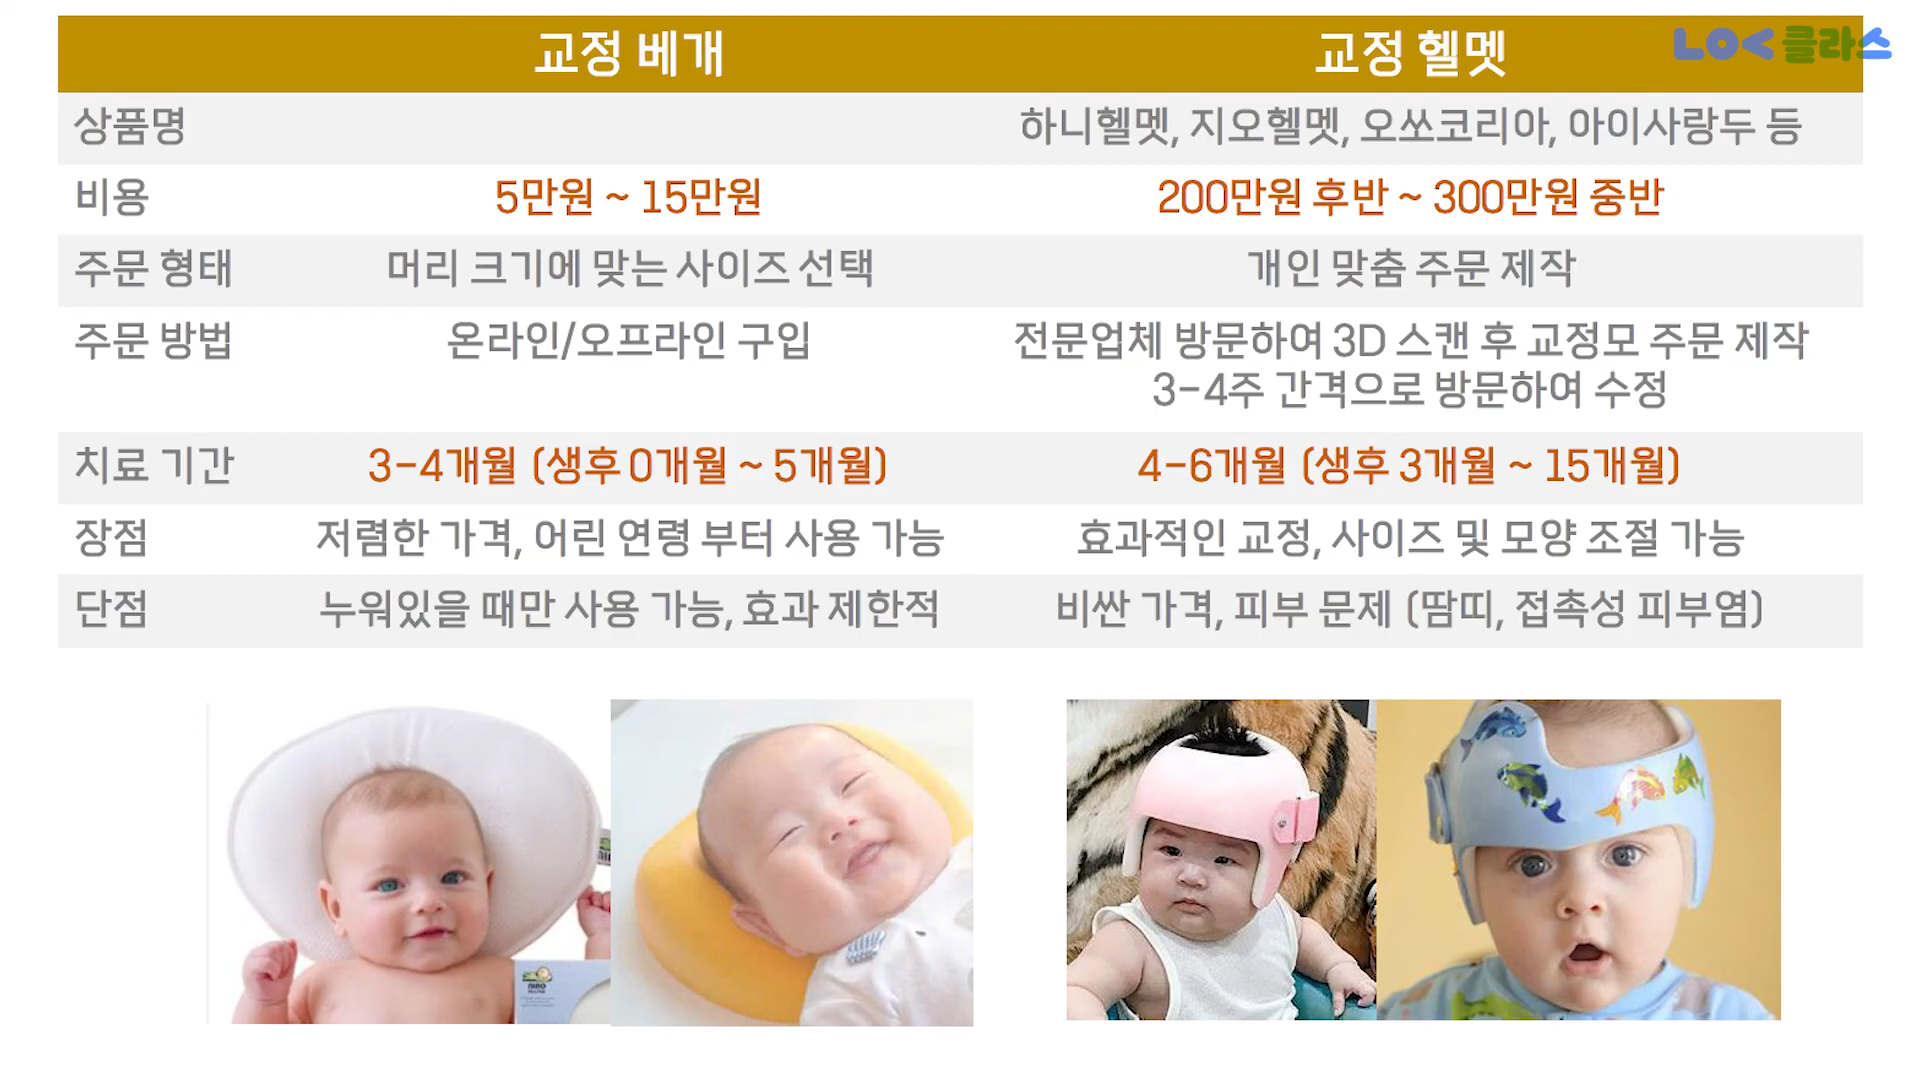 교정 베개 교정 헬멧
LOC 클라스
상품명 하니헬멧, 지오헬멧, 오쏘코리아, 아이사랑두 등
비용 5만원 ~ 15만원 200만원 후반 ~ 300만원 중반
주문 형태 머리 크기에 맞는 사이즈 선택 개인 맞춤 주문 제작
주문 방법 온라인/오프라인 구입 전문업체 방문하여 3D 스캔 후 교정모 주문 제작
3-4주 간격으로 방문하여 수정
치료 기간 3-4개월 (생후 0개월 ~ 5개월) 4-6개월 (생후 3개월 ~ 15개월)
장점 저렴한 가격, 어린 연령 부터 사용 가능 효과적인 교정, 사이즈 및 모양 조절 가능
단점 누워있을 때만 사용 가능, 효과 제한적 비싼 가격, 피부 문제 (땀띠, 접촉성 피부염)